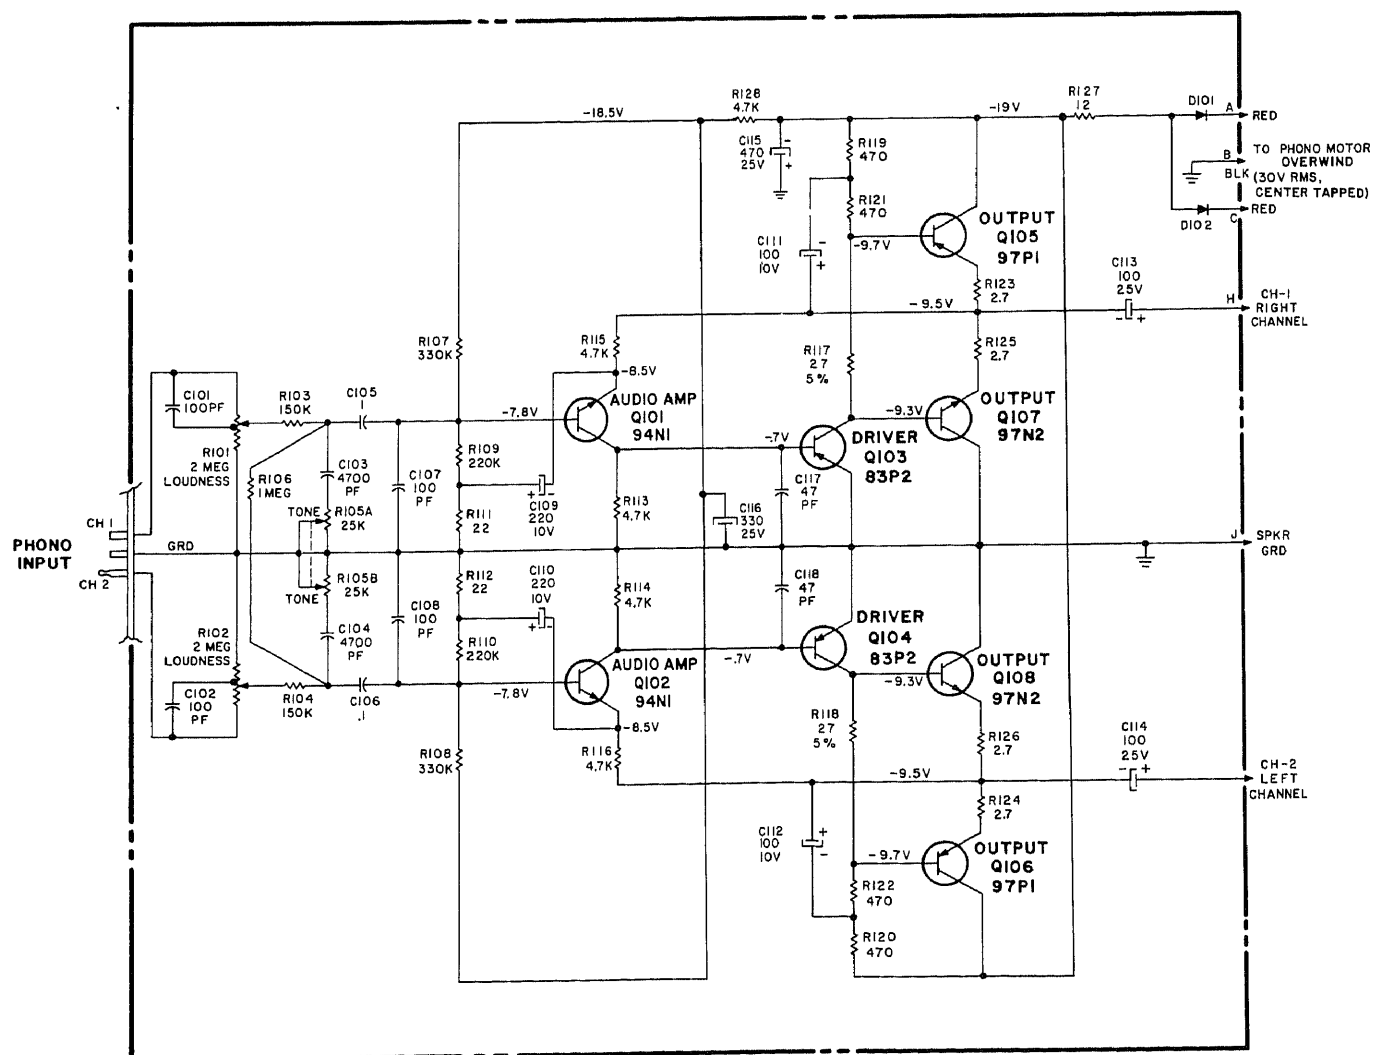 R128
4.7K
-18.5V
-19V
R127
12
D101
A
RED
C115
470
25V
-
+
R119
470
B
BLK
TO PHONO MOTOR
OVERWIND
(30V RMS,
CENTER TAPPED)
R121
470
RED
C
D102
OUTPUT
Q105
97P1
C111
100
10V
-
+
-9.7V
C113
100
25V
- +
R123
2.7
-9.5V
H
CH-1
RIGHT
CHANNEL
R107
330K
R115
4.7K
R125
2.7
R117
27
5%
-8.5V
C101
100PF
R103
150K
C105
.1
-7.8V
AUDIO AMP
Q101
94N1
OUTPUT
Q107
97N2
-9.3V
R101
2 MEG
LOUDNESS
R109
220K
-.7V
DRIVER
Q103
83P2
R106
1 MEG
C103
4700
PF
C107
100
PF
+ -
C109
220
10V
C117
47
PF
TONE
R105A
25K
R111
22
R113
4.7K
C116
330
25V
CH 1
GRD
PHONO
INPUT
J
SPKR
GRD
CH 2
TONE
R105B
25K
R112
22
C110
220
10V
+ -
R114
4.7K
C118
47
PF
C108
100
PF
C104
4700
PF
R110
220K
R102
2 MEG
LOUDNESS
DRIVER
Q104
83P2
AUDIO AMP
Q102
94N1
-.7V
OUTPUT
Q108
97N2
-9.3V
C102
100
PF
R104
150K
C106
.1
-7.8V
-8.5V
R118
27
5%
R126
2.7
C114
100
25V
- +
R108
330K
R116
4.7K
-9.5V
CH-2
LEFT
CHANNEL
R124
2.7
C112
100
10V
+
-
-9.7V
OUTPUT
Q106
97P1
R122
470
R120
470